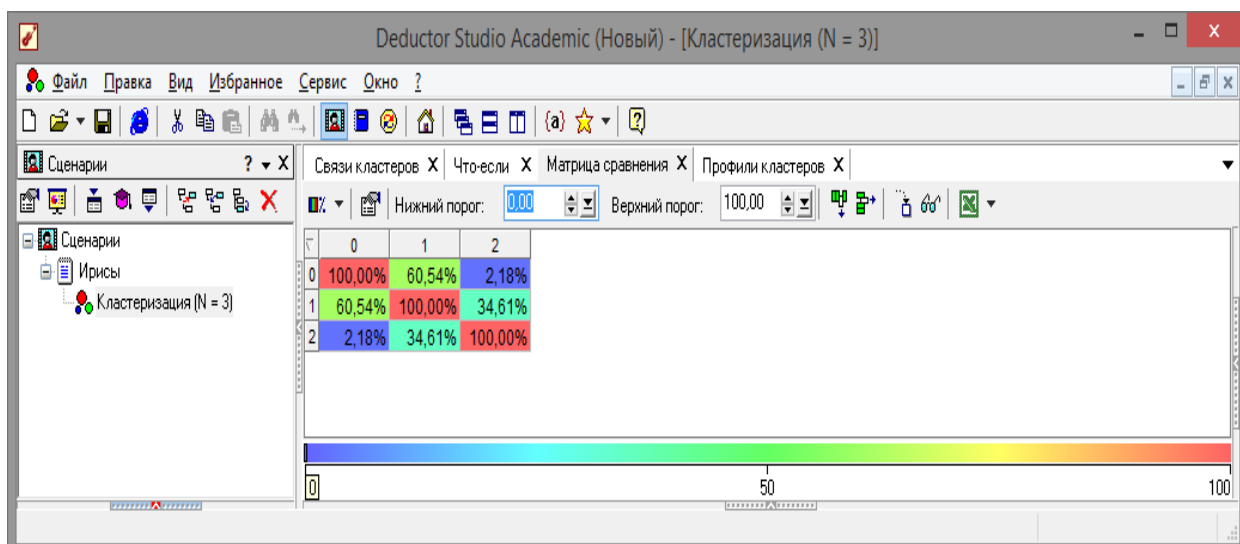 Deductor Studio Academic (Новый) - [Кластеризация (N = 3)]
Файл Правка Вид Избранное Сервис Окно ?
{a}
Сценарии ? X
Связи кластеров X Что-если X Матрица сравнения X Профили кластеров X
Нижний порог: 0,00 Верхний порог: 100,00
Сценарии
Ирисы
Кластеризация (N = 3)
0 1 2
0 100,00% 60,54% 2,18%
1 60,54% 100,00% 34,61%
2 2,18% 34,61% 100,00%
0 50 100